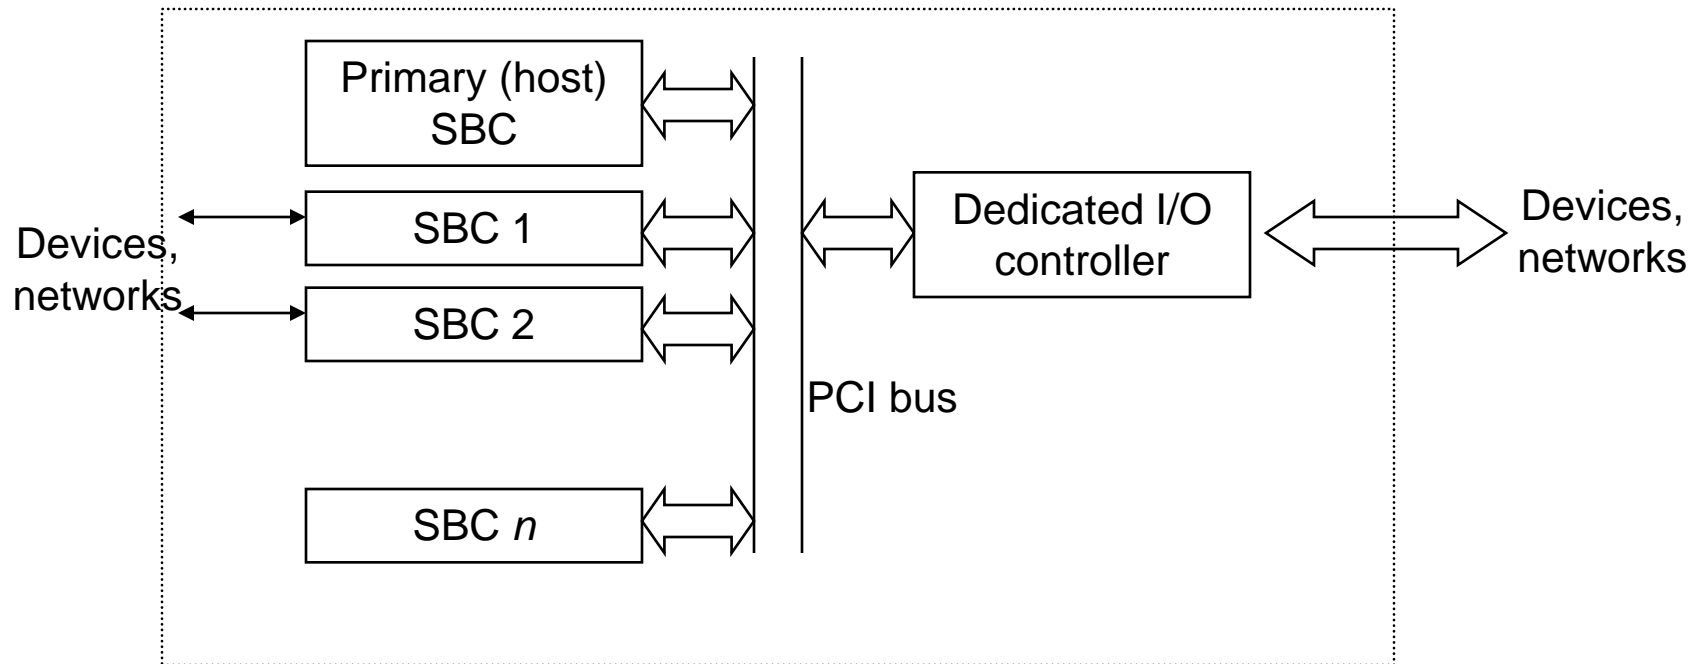 Primary (host)
SBC
SBC 1
Devices,
networks
SBC 2
SBC n
PCI bus
Dedicated I/O
controller
Devices,
networks